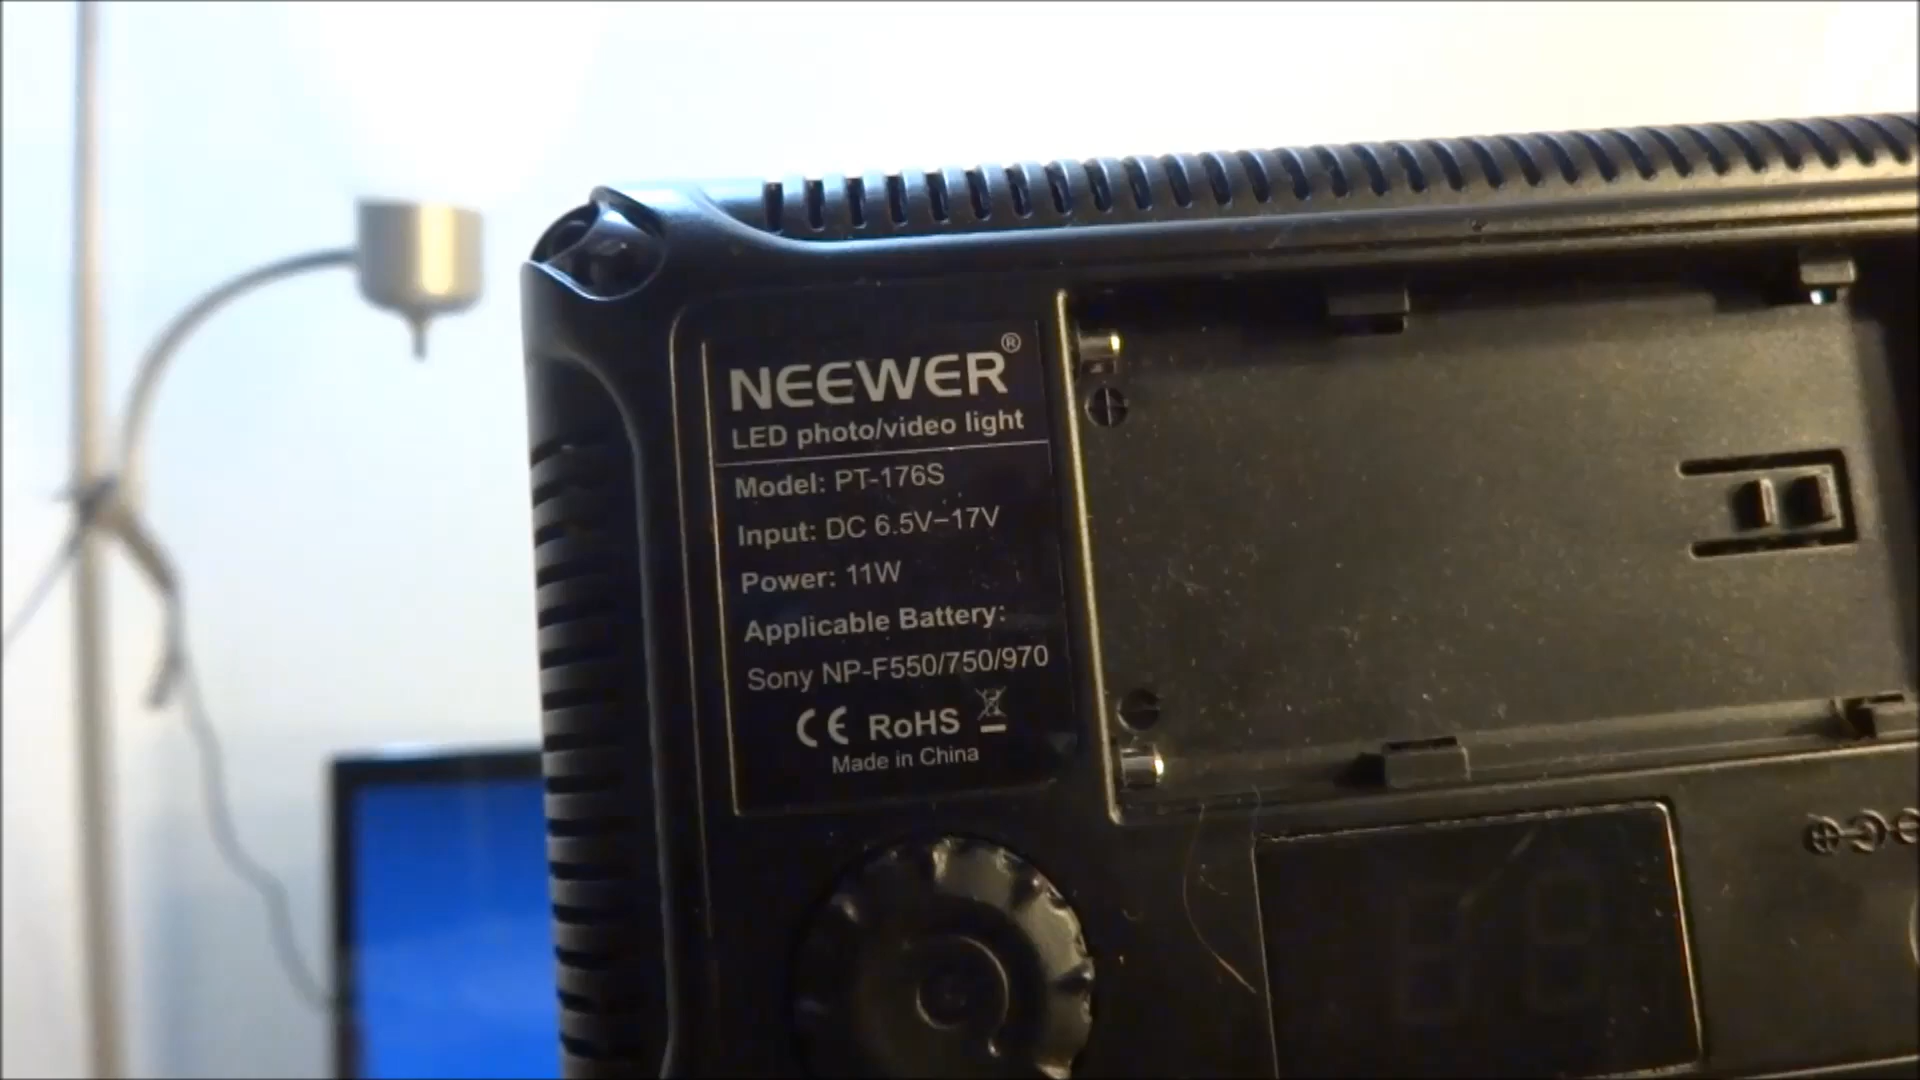 NEEWER®
LED photo/video light
Model: PT-176S
Input: DC 6.5V-17V
Power: 11W
Applicable Battery:
Sony NP-F550/750/970
CE RoHS
Made in China